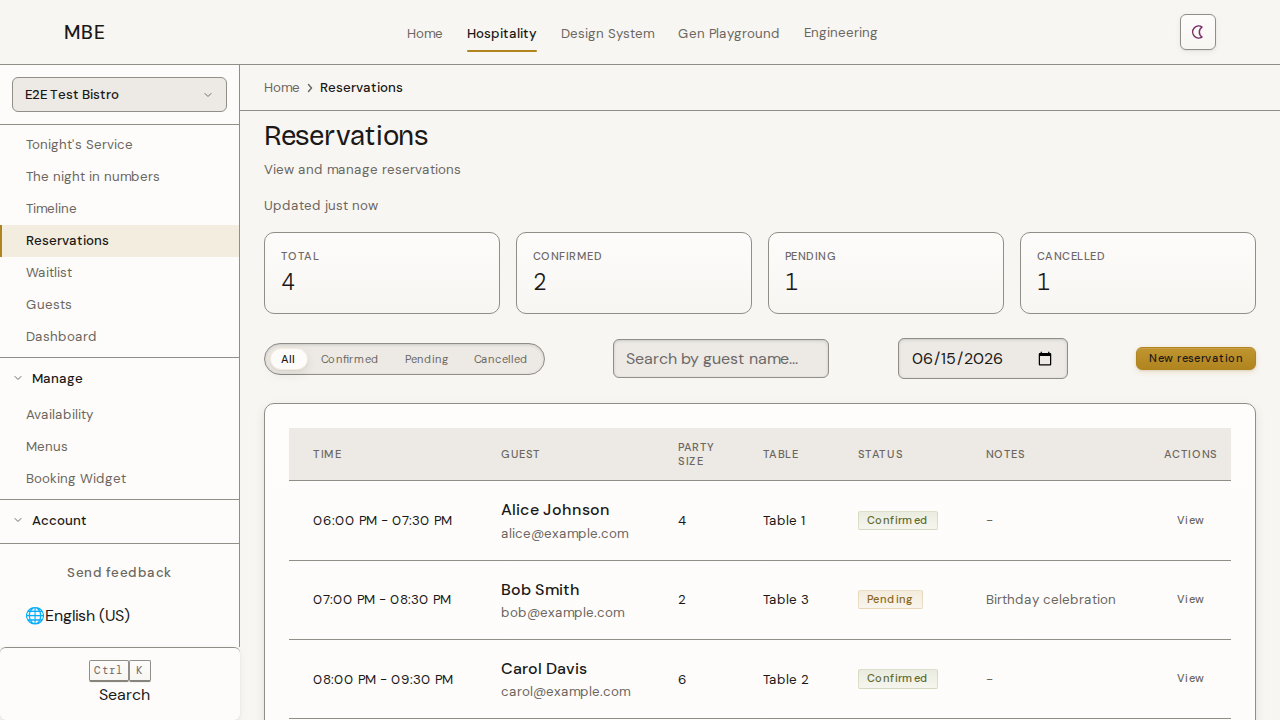 MBE
Home
Hospitality
Design System
Gen Playground
Engineering
E2E Test Bistro
Tonight's Service
The night in numbers
Timeline
Reservations
Waitlist
Guests
Dashboard
Manage
Availability
Menus
Booking Widget
Account
Send feedback
English (US)
Ctrl K
Search
Home > Reservations
Reservations
View and manage reservations
Updated just now
TOTAL
4
CONFIRMED
2
PENDING
1
CANCELLED
1
All
Confirmed
Pending
Cancelled
Search by guest name...
06/15/2026
New reservation
TIME
GUEST
PARTY SIZE
TABLE
STATUS
NOTES
ACTIONS
06:00 PM – 07:30 PM
Alice Johnson
alice@example.com
4
Table 1
Confirmed
–
View
07:00 PM – 08:30 PM
Bob Smith
bob@example.com
2
Table 3
Pending
Birthday celebration
View
08:00 PM – 09:30 PM
Carol Davis
carol@example.com
6
Table 2
Confirmed
–
View